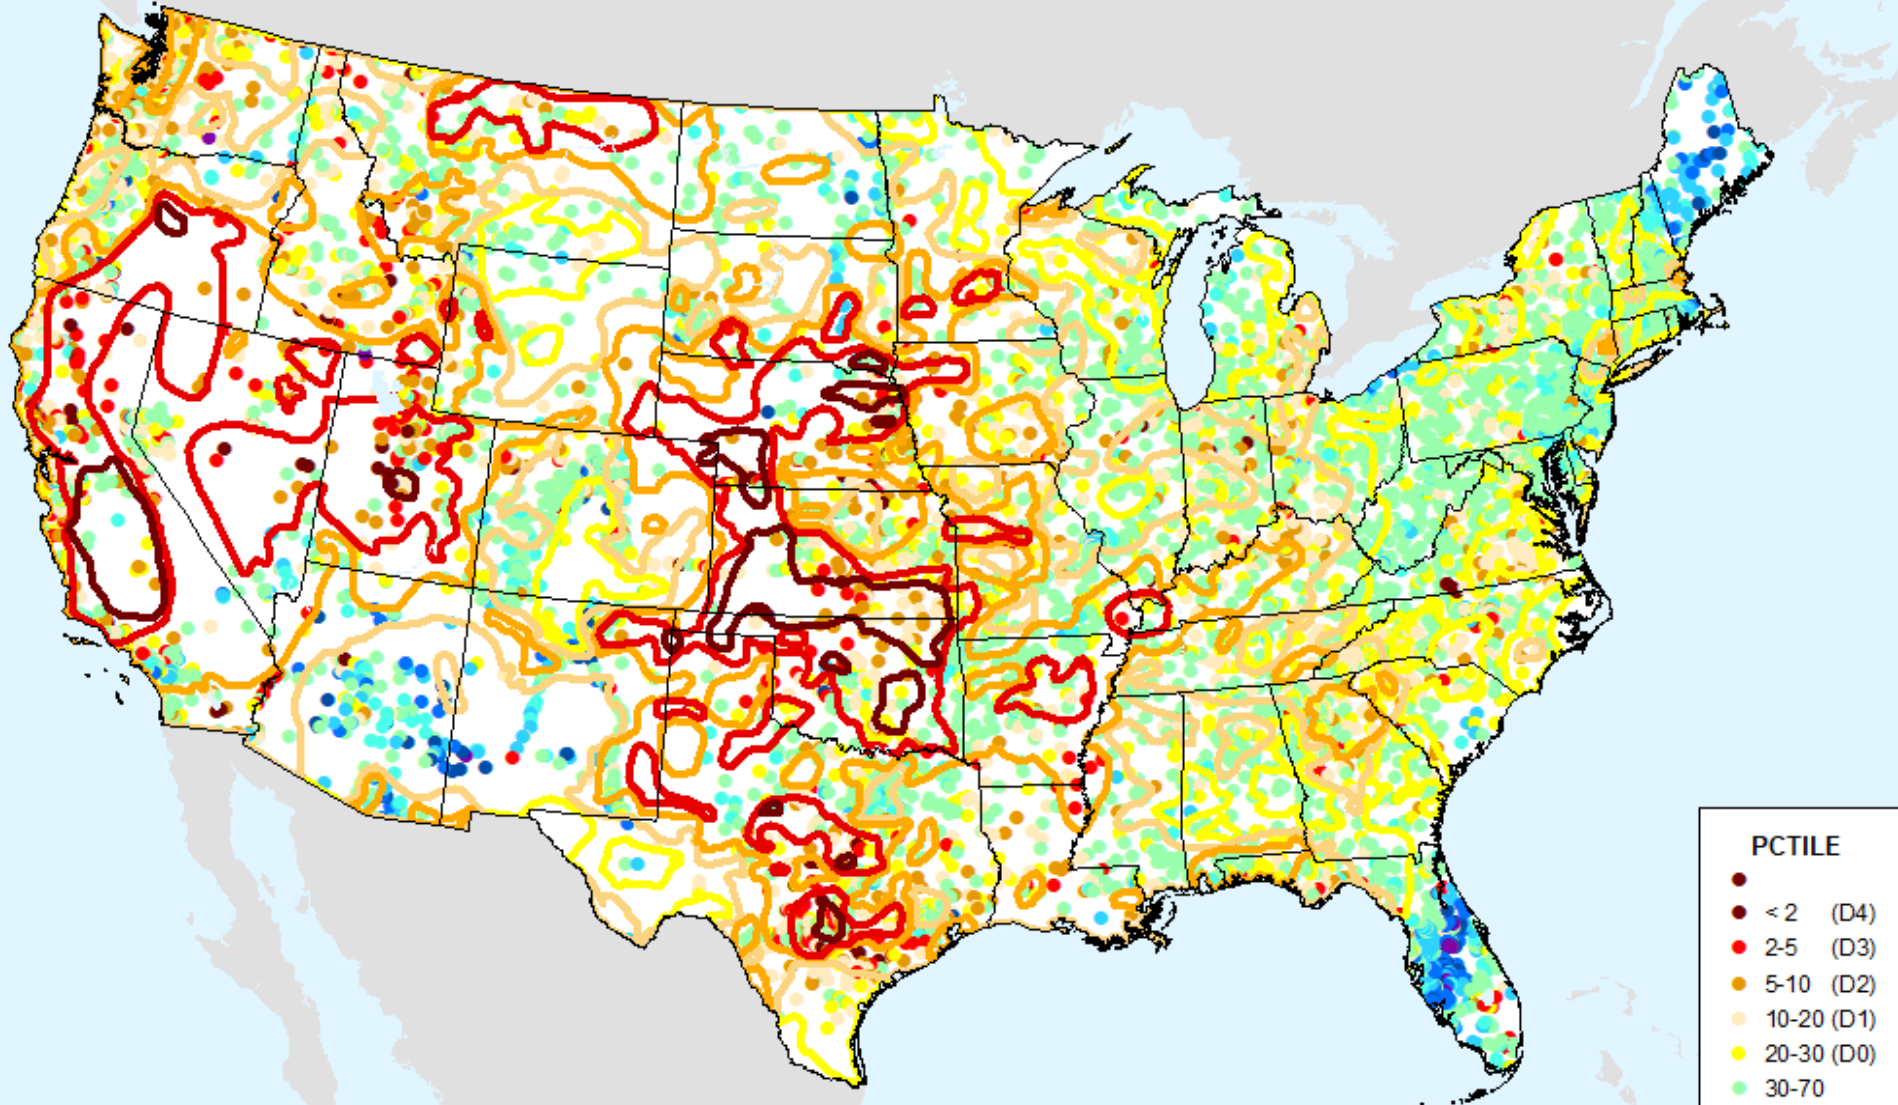 PCTILE
< 2 (D4)
2-5 (D3)
5-10 (D2)
10-20 (D1)
20-30 (D0)
30-70